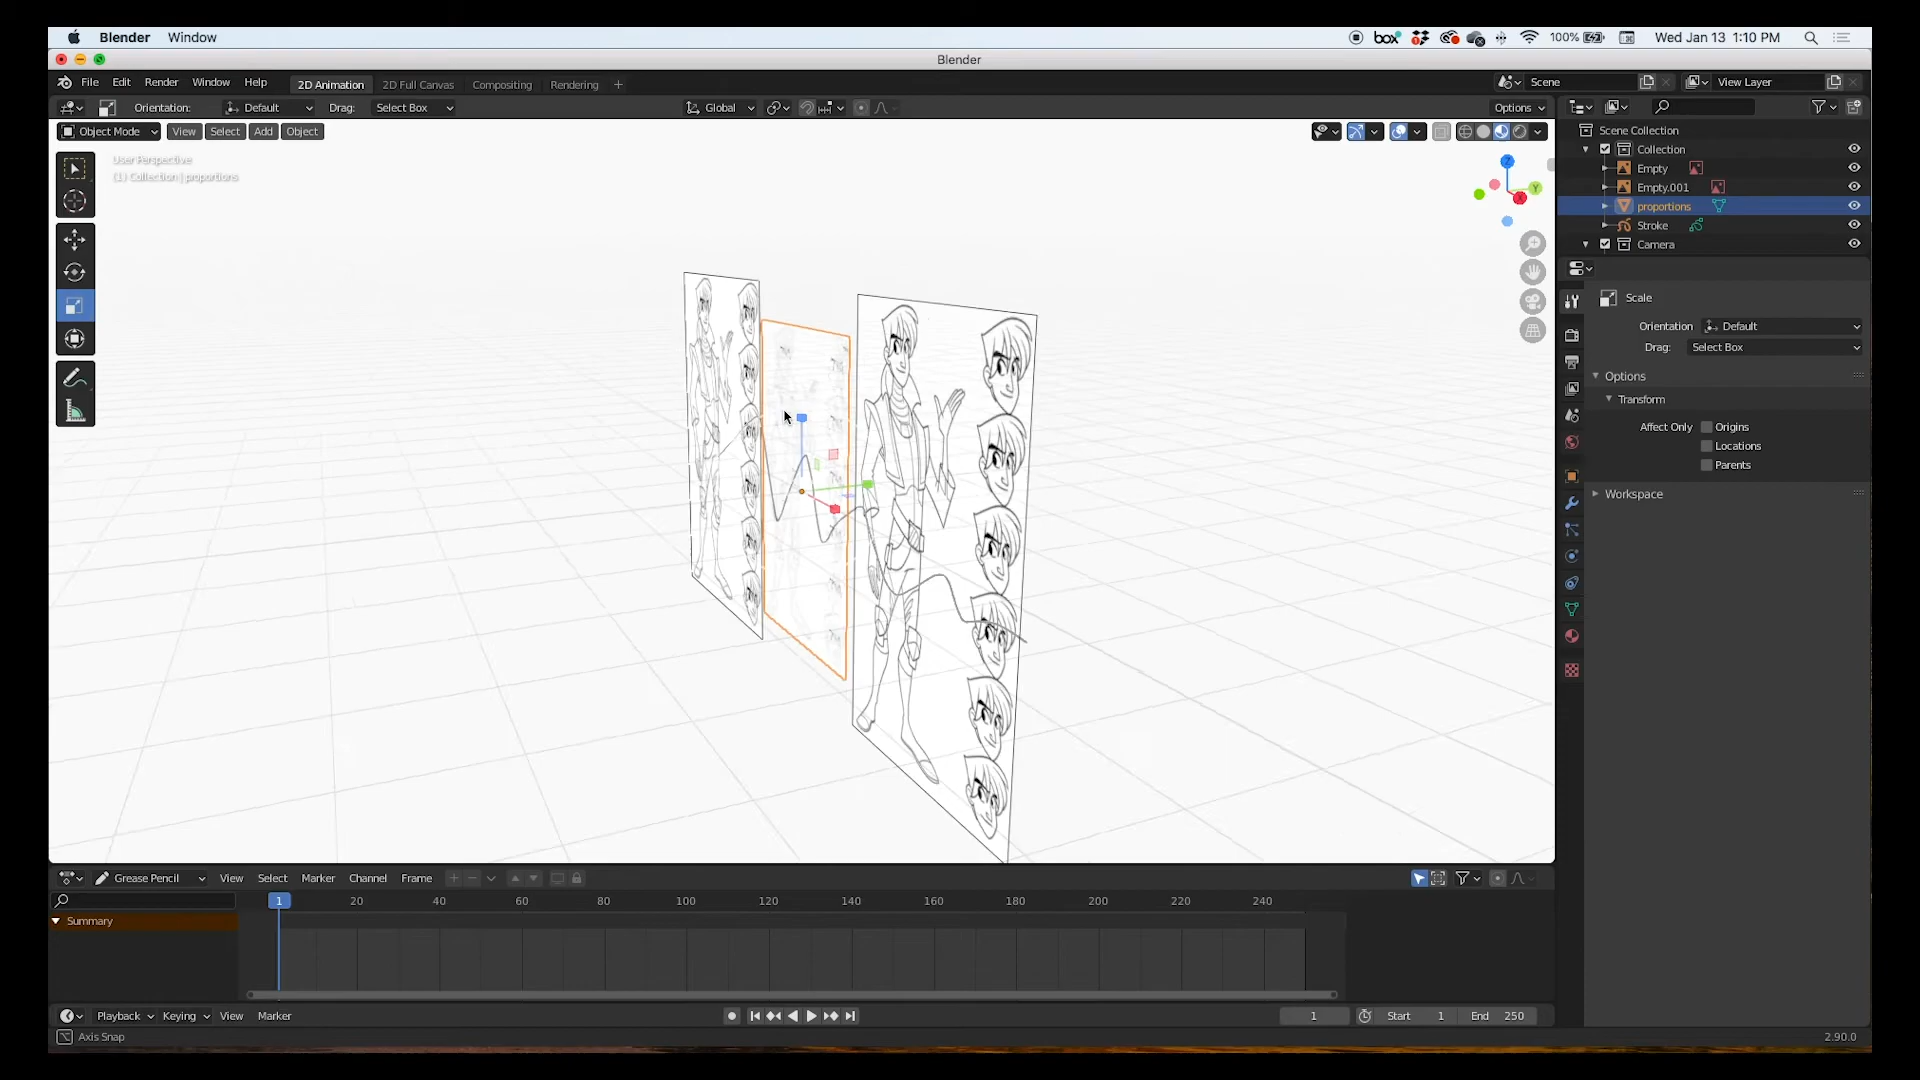 Blender Window
box 100% Wed Jan 13 1:10 PM
Blender
File Edit Render Window Help 2D Animation 2D Full Canvas Compositing Rendering + Scene View Layer
Orientation: Default Drag: Select Box Global Options
Object Mode View Select Add Object
User Perspective
(1) Collection | proportions
Z
Y
X
Scene Collection
Collection
Empty
Empty.001
proportions
Stroke
Camera
Scale
Orientation Default
Drag: Select Box
Options
Transform
Affect Only Origins
Locations
Parents
Workspace
Grease Pencil View Select Marker Channel Frame
1 20 40 60 80 100 120 140 160 180 200 220 240
Summary
Playback Keying View Marker 1 Start 1 End 250
Axis Snap 2.90.0